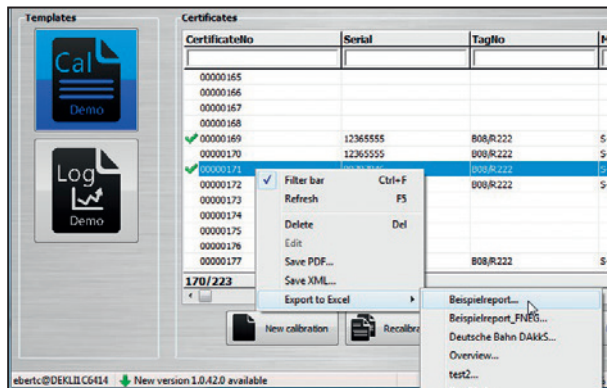 Templates
Certificates
CertificateNo Serial TagNo
Cal
Demo
00000165
00000166
00000167
00000168
00000169 12365555 B08/R222 S
00000170 12365555 B08/R222 S
00000171
00000172 B08/R222 S
00000173
00000174
00000175
00000176
00000177 B08/R222 S
170/223
Log
Demo
Filter bar Ctrl+F
Refresh F5
Delete Del
Edit
Save PDF...
Save XML...
Export to Excel
Beispielreport...
Beispielreport_FNEG...
Deutsche Bahn DAkkS...
Overview...
test2...
New calibration
Recalibra
ebertc@DEKLI1C6414 New version 1.0.42.0 available